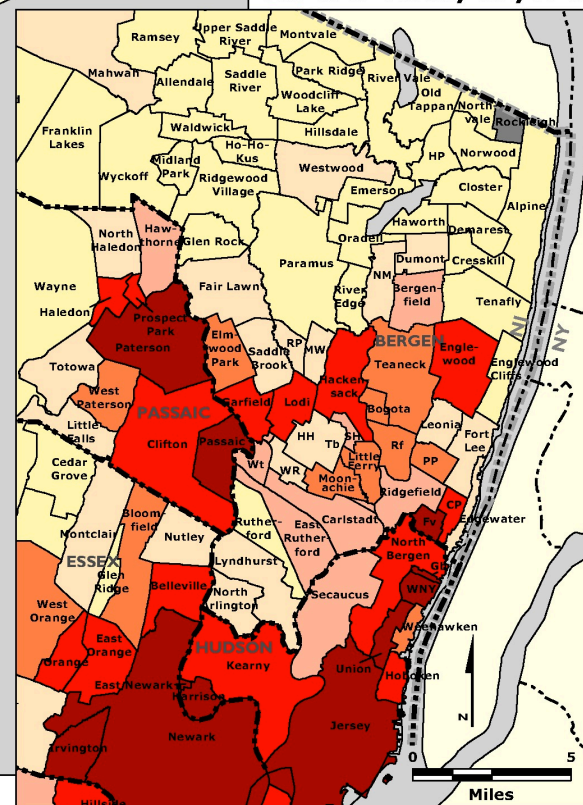 Ramsey
Upper Saddle
River
Montvale
Mahwah
Allendale
Saddle
River
Park Ridge
River Vale
Woodcliff
Lake
Old
Tappan
North-
vale
Rockleigh
Franklin
Lakes
Waldwick
Hillsdale
Ho-Ho-
Kus
HP
Norwood
Midland
Park
Wyckoff
Ridgewood
Village
Westwood
Emerson
Closter
Alpine
North
Haledon
Haw-
thorne
Glen Rock
Oradell
Haworth
Demarest
Dumont
Cresskill
Paramus
NM
Wayne
Fair Lawn
River
Edge
Bergen-
field
Tenafly
Haledon
Prospect
Park
Paterson
Elm-
wood
Park
Saddle
Brook
RP
MW
BERGEN
NJ
NY
Teaneck
Engle-
wood
Englewood
Cliffs
Totowa
Hacken-
sack
West
Paterson
PASSAIC
Garfield
Lodi
Bogota
Little
Falls
Clifton
Passaic
HH
Tb
SH
Rf
Leonia
Fort
Lee
Cedar
Grove
Wt
WR
Little
Ferry
PP
Moon-
achie
Ridgefield
Bloom-
field
CP
Montclair
Nutley
Ruther-
ford
East
Ruther
ford
Carlstadt
Fv
Edgewater
ESSEX
Glen
Ridge
Lyndhurst
North
Bergen
Belleville
North
Arlington
Secaucus
WNY
West
Orange
Weehawken
Orange
East
Orange
HUDSON
Kearny
Union
Hoboken
East Newark
Harrison
Irvington
Newark
Jersey
N
0
5
Miles
Hillside